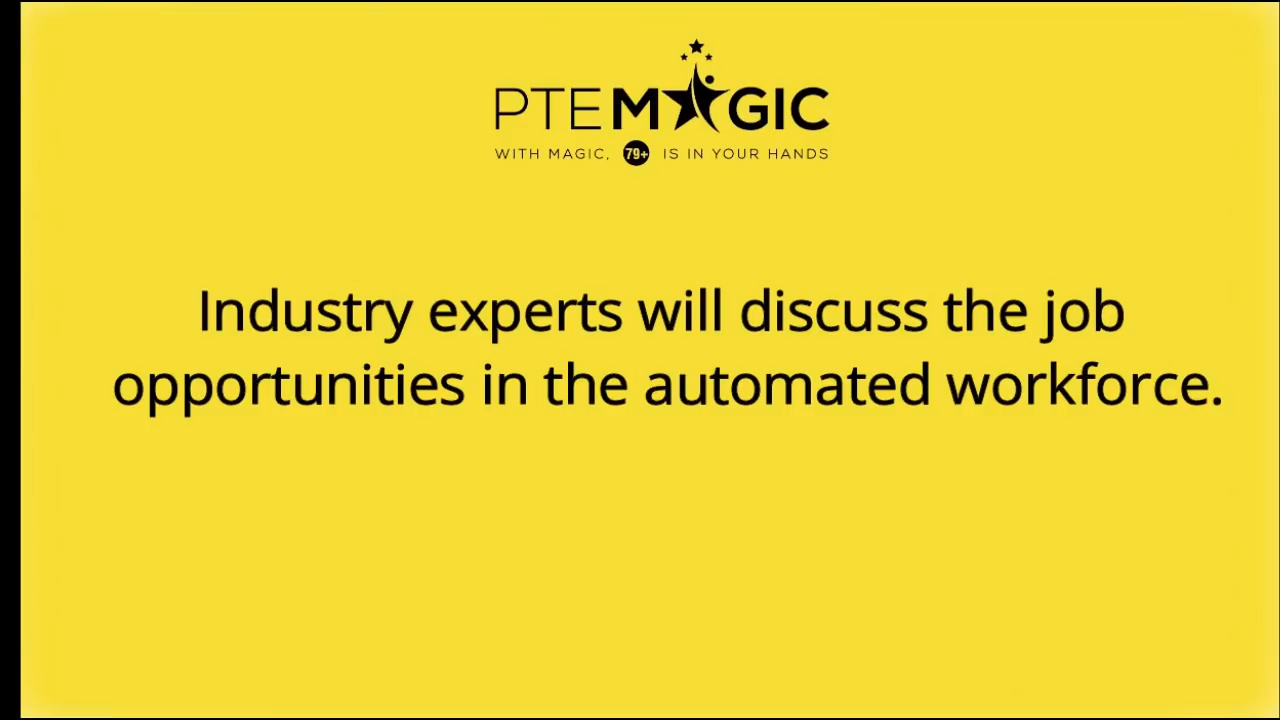 PTEMAGIC
WITH MAGIC, 79+ IS IN YOUR HANDS
Industry experts will discuss the job
opportunities in the automated workforce.